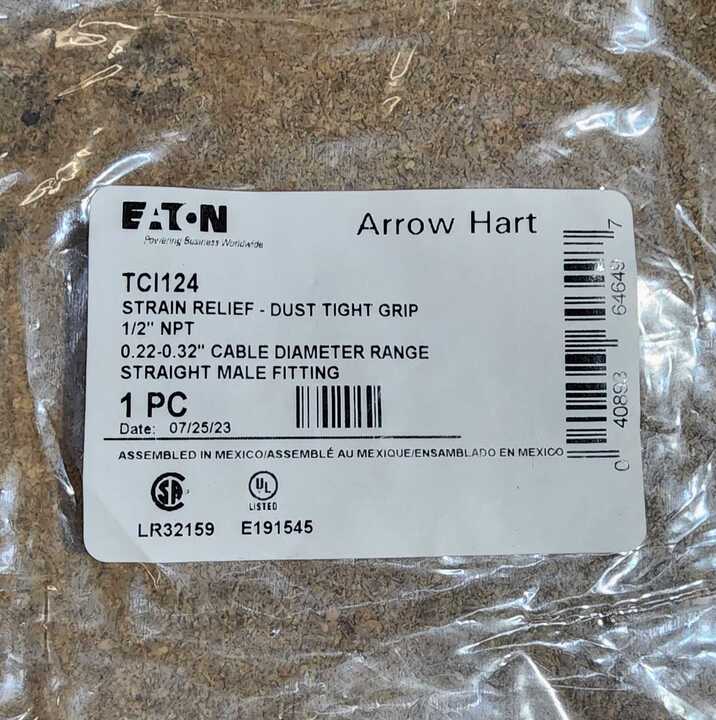 EATON
Powering Business Worldwide
Arrow Hart
TCI124
STRAIN RELIEF - DUST TIGHT GRIP
1/2" NPT
0.22-0.32" CABLE DIAMETER RANGE
STRAIGHT MALE FITTING
1 PC
Date: 07/25/23
ASSEMBLED IN MEXICO/ASSEMBLÉ AU MEXIQUE/ENSAMBLADO EN MEXICO
SA
UL
LISTED
LR32159 E191545
0 40893 64649 7